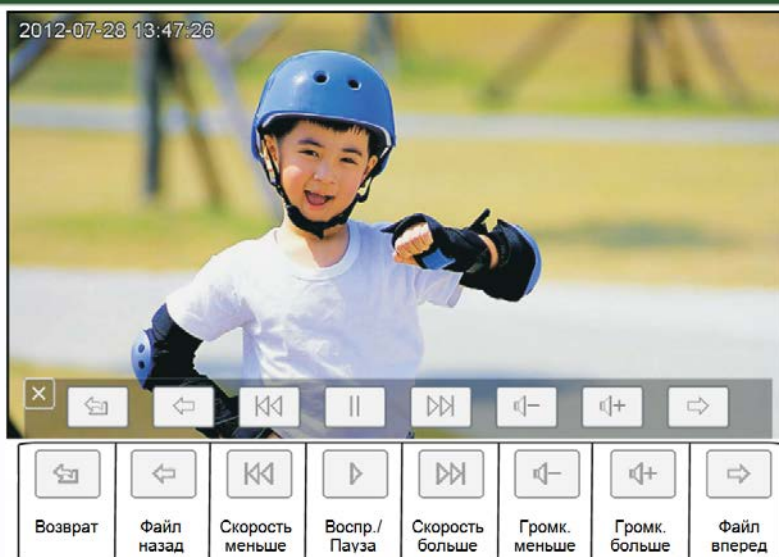 2012-07-28 13:47:26
Возврат
Файл назад
Скорость меньше
Воспр./ Пауза
Скорость больше
Громк. меньше
Громк. больше
Файл вперед